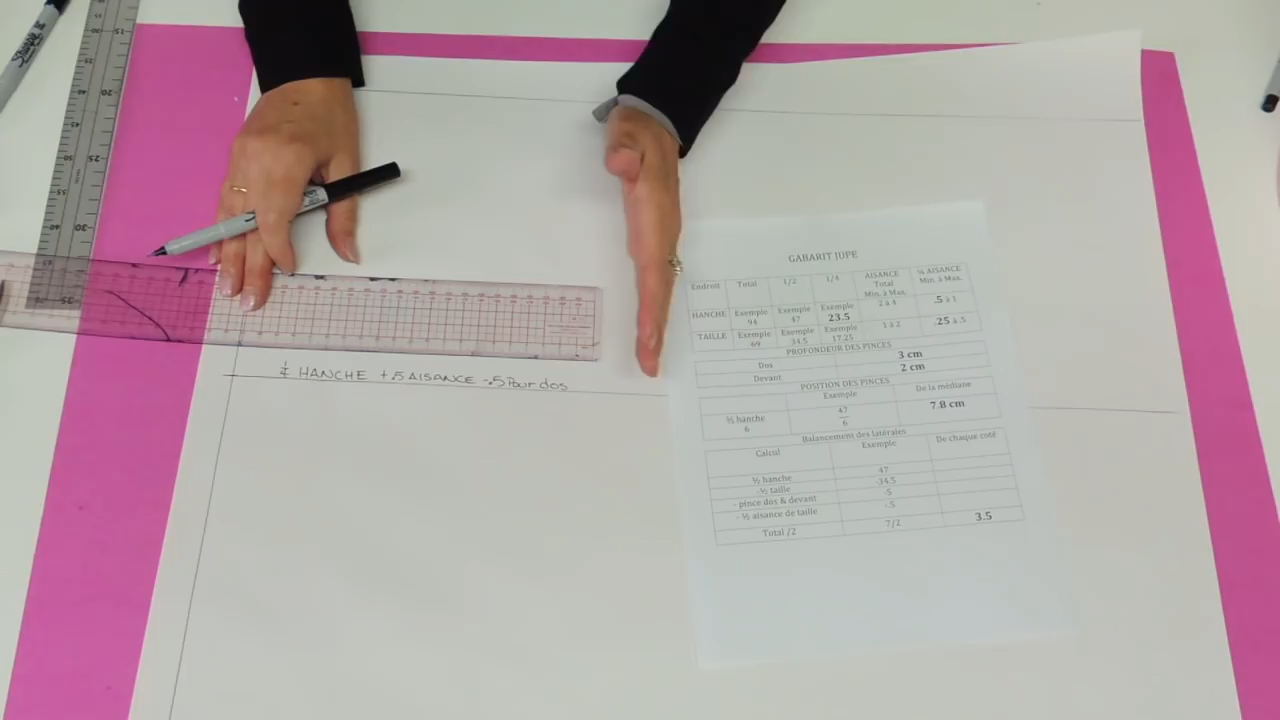 GABARIT JUPE
Endroit Total 1/2 1/4 AISANCE Total Min. à Max. ¼ AISANCE Min. à Max.
HANCHE Exemple 94 Exemple 47 Exemple 23.5 2 à 4 .5 à 1
TAILLE Exemple 69 Exemple 34.5 Exemple 17.25 1 à 2 .25 à .5
PROFONDEUR DES PINCES
Dos 3 cm
Devant 2 cm
POSITION DES PINCES
Exemple De la médiane
½ hanche 6 47 6 7.8 cm
Balancement des latérales
Calcul Exemple De chaque coté
½ hanche 47
-½ taille -34.5
- pince dos & devant -5
- ½ aisance de taille -.5
Total /2 7/2 3.5
¼ HANCHE +.5 AISANCE -.5 Pour dos
Sharpie